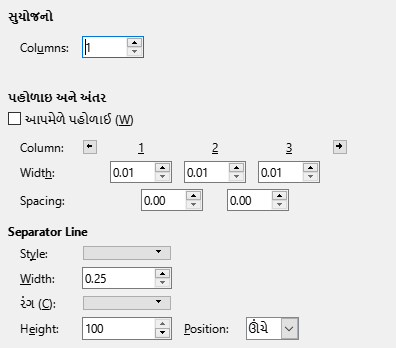 સુયોજનો
Columns: 1
પહોળાઇ અને અંતર
આપમેળે પહોળાઈ (W)
Column: 1 2 3
Width: 0.01 0.01 0.01
Spacing: 0.00 0.00
Separator Line
Style:
Width: 0.25
રંગ (C):
Height: 100 Position: ઊંચે